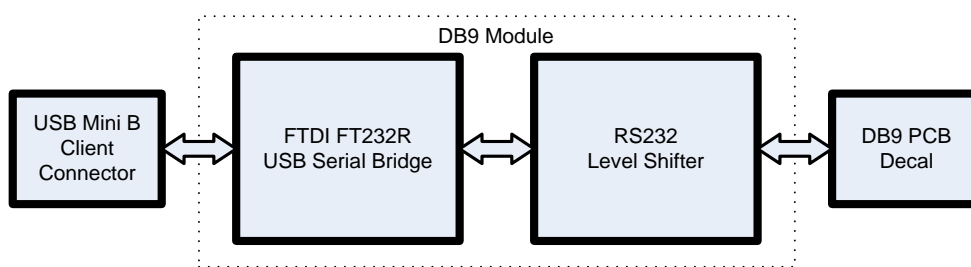 DB9 Module
USB Mini B
Client
Connector
FTDI FT232R
USB Serial Bridge
RS232
Level Shifter
DB9 PCB
Decal